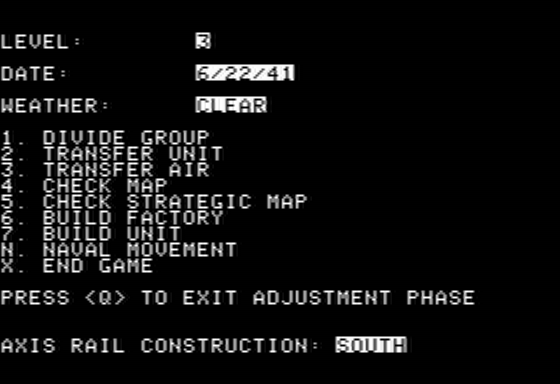 LEVEL: 3
DATE: 6/22/41
WEATHER: CLEAR
1. DIVIDE GROUP
2. TRANSFER UNIT
3. TRANSFER AIR
4. CHECK MAP
5. CHECK STRATEGIC MAP
6. BUILD FACTORY
7. BUILD UNIT
N. NAVAL MOVEMENT
X. END GAME
PRESS <Q> TO EXIT ADJUSTMENT PHASE
AXIS RAIL CONSTRUCTION: SOUTH